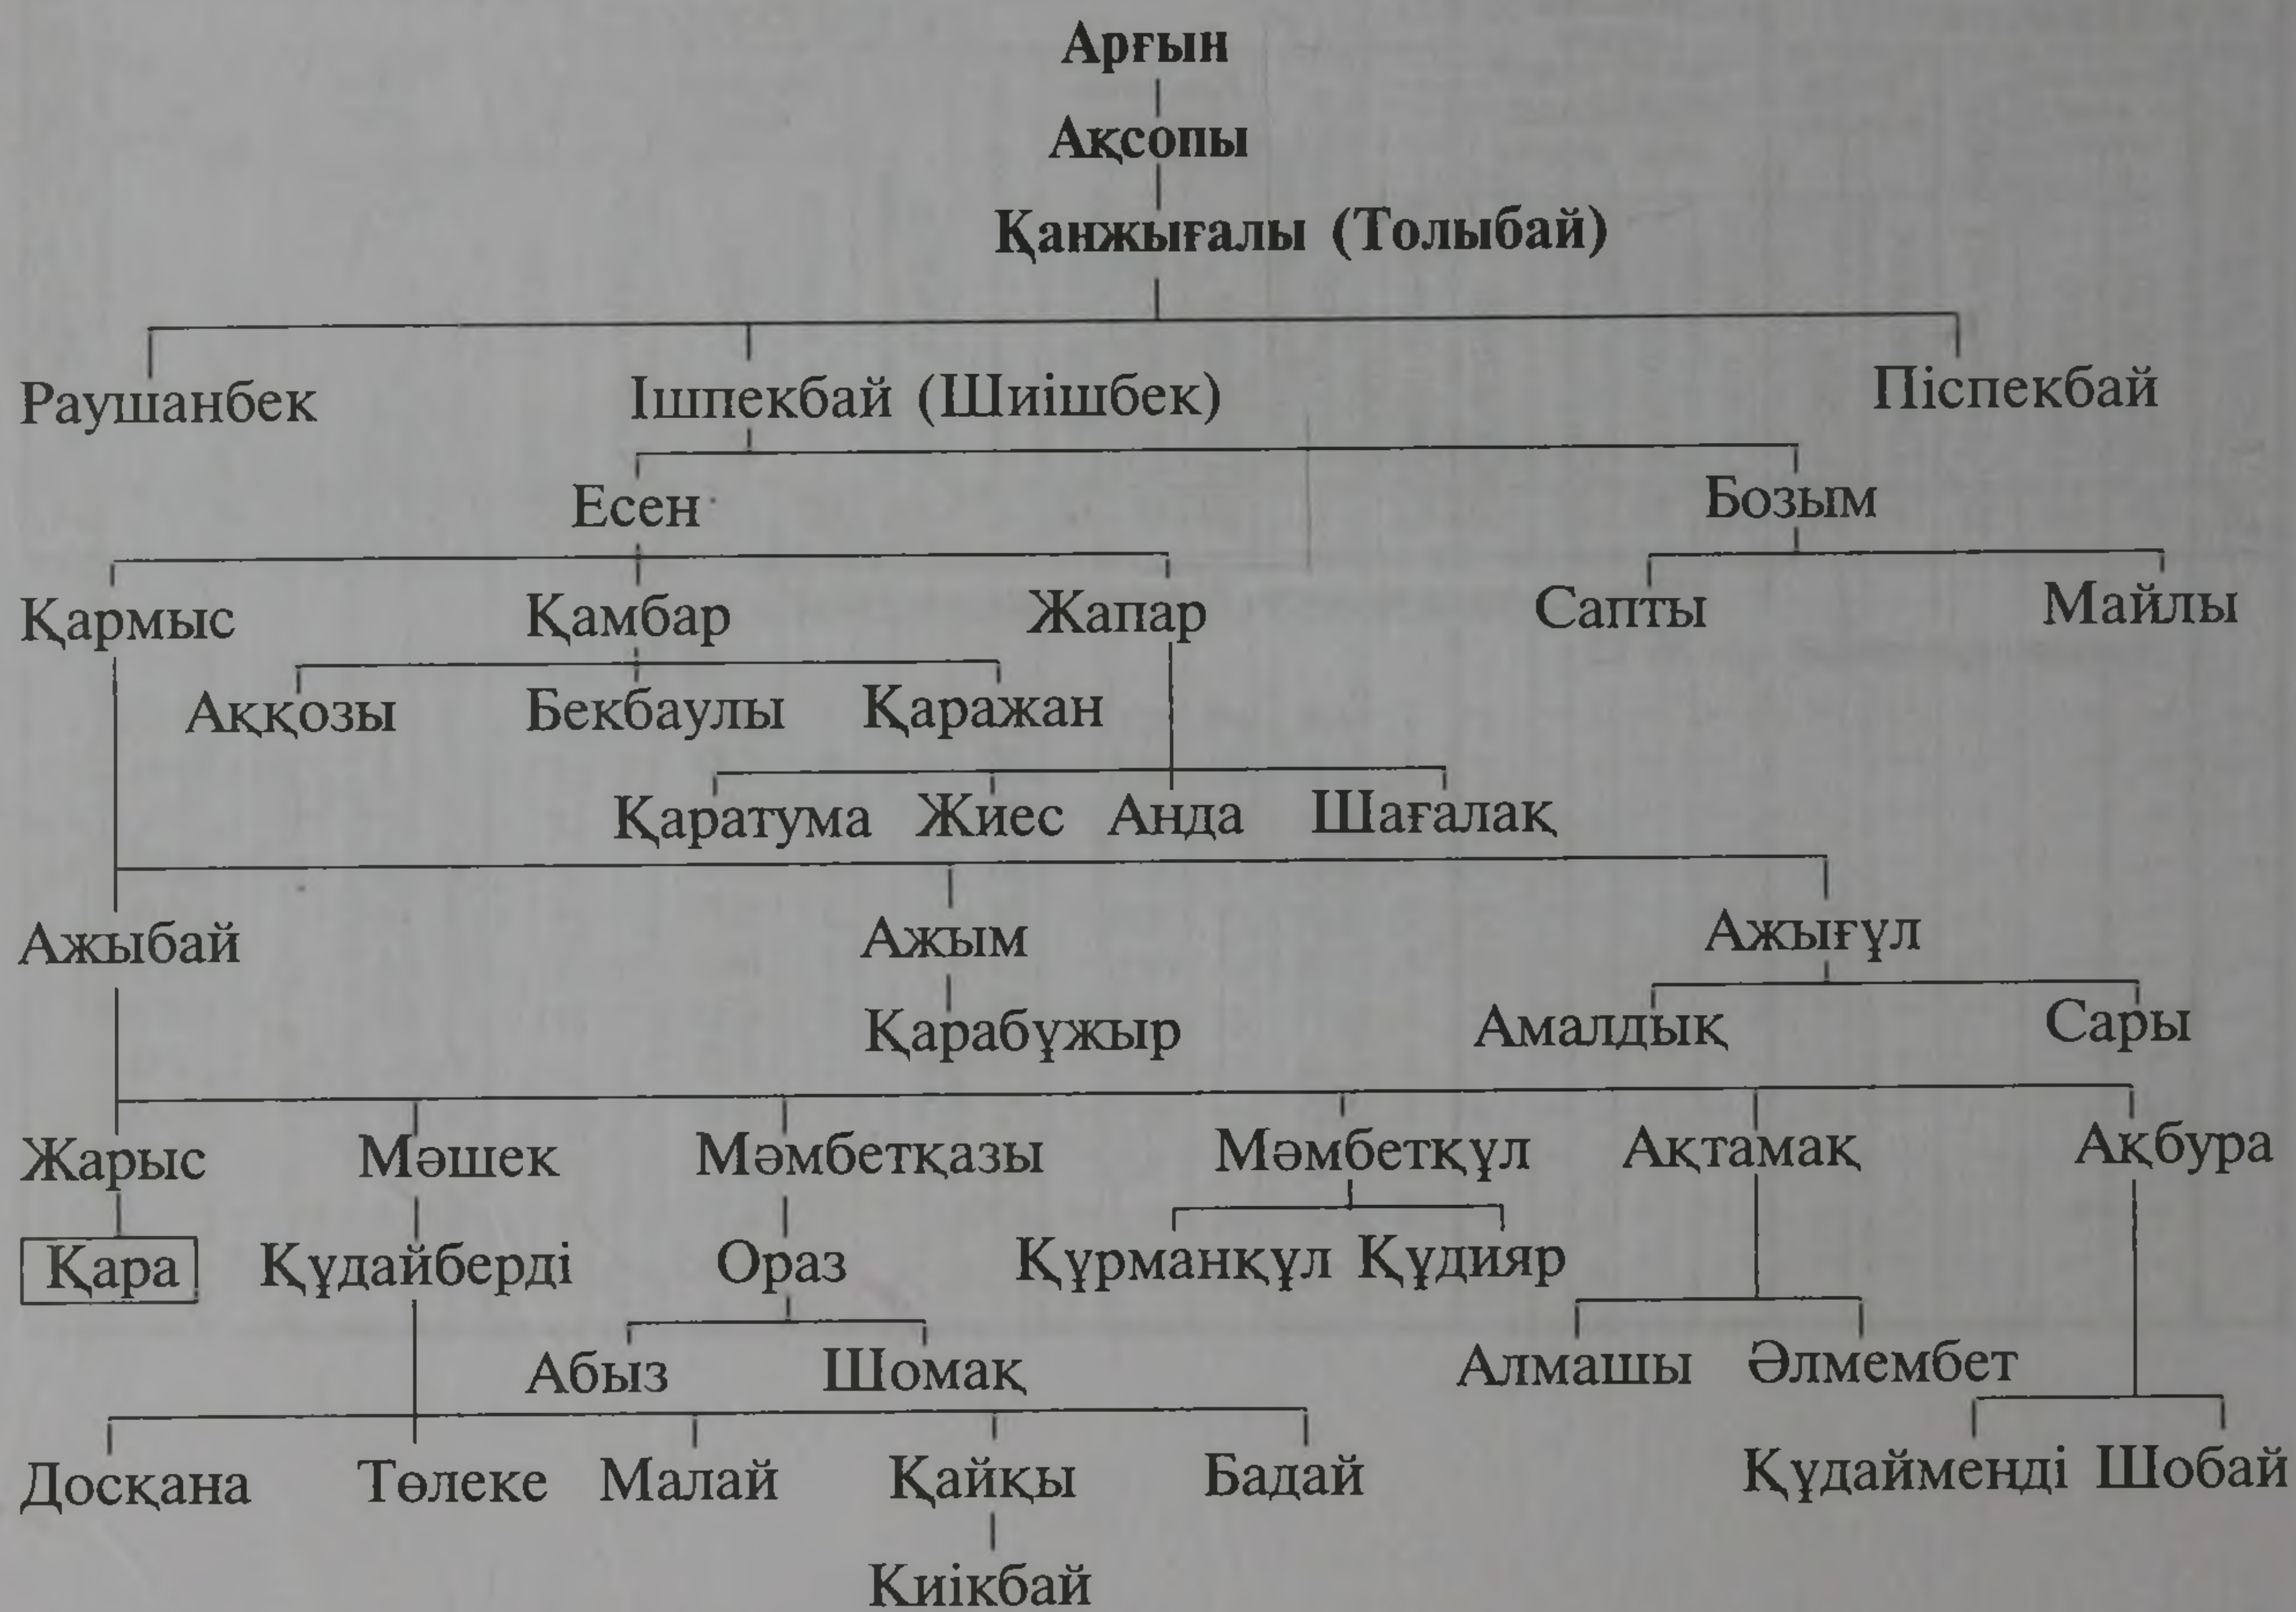 Арғын
Ақсопы
Қанжығалы (Толыбай)
Раушанбек Ішпекбай (Шиішбек) Піспекбай
Есен Бозым
Қармыс Қамбар Жапар Сапты Майлы
Аққозы Бекбаулы Қаражан
Қаратума Жиес Анда Шағалақ
Ажыбай Ажым Ажығұл
Қарабұжыр Амалдық Сары
Жарыс Мәшек Мәмбетқазы Мәмбетқұл Ақтамақ Ақбура
Қара Құдайберді Ораз Құрманқұл Құдияр
Абыз Шомақ Алмашы Әлмембет
Досқана Төлеке Малай Қайқы Бадай Құдайменді Шобай
Киікбай